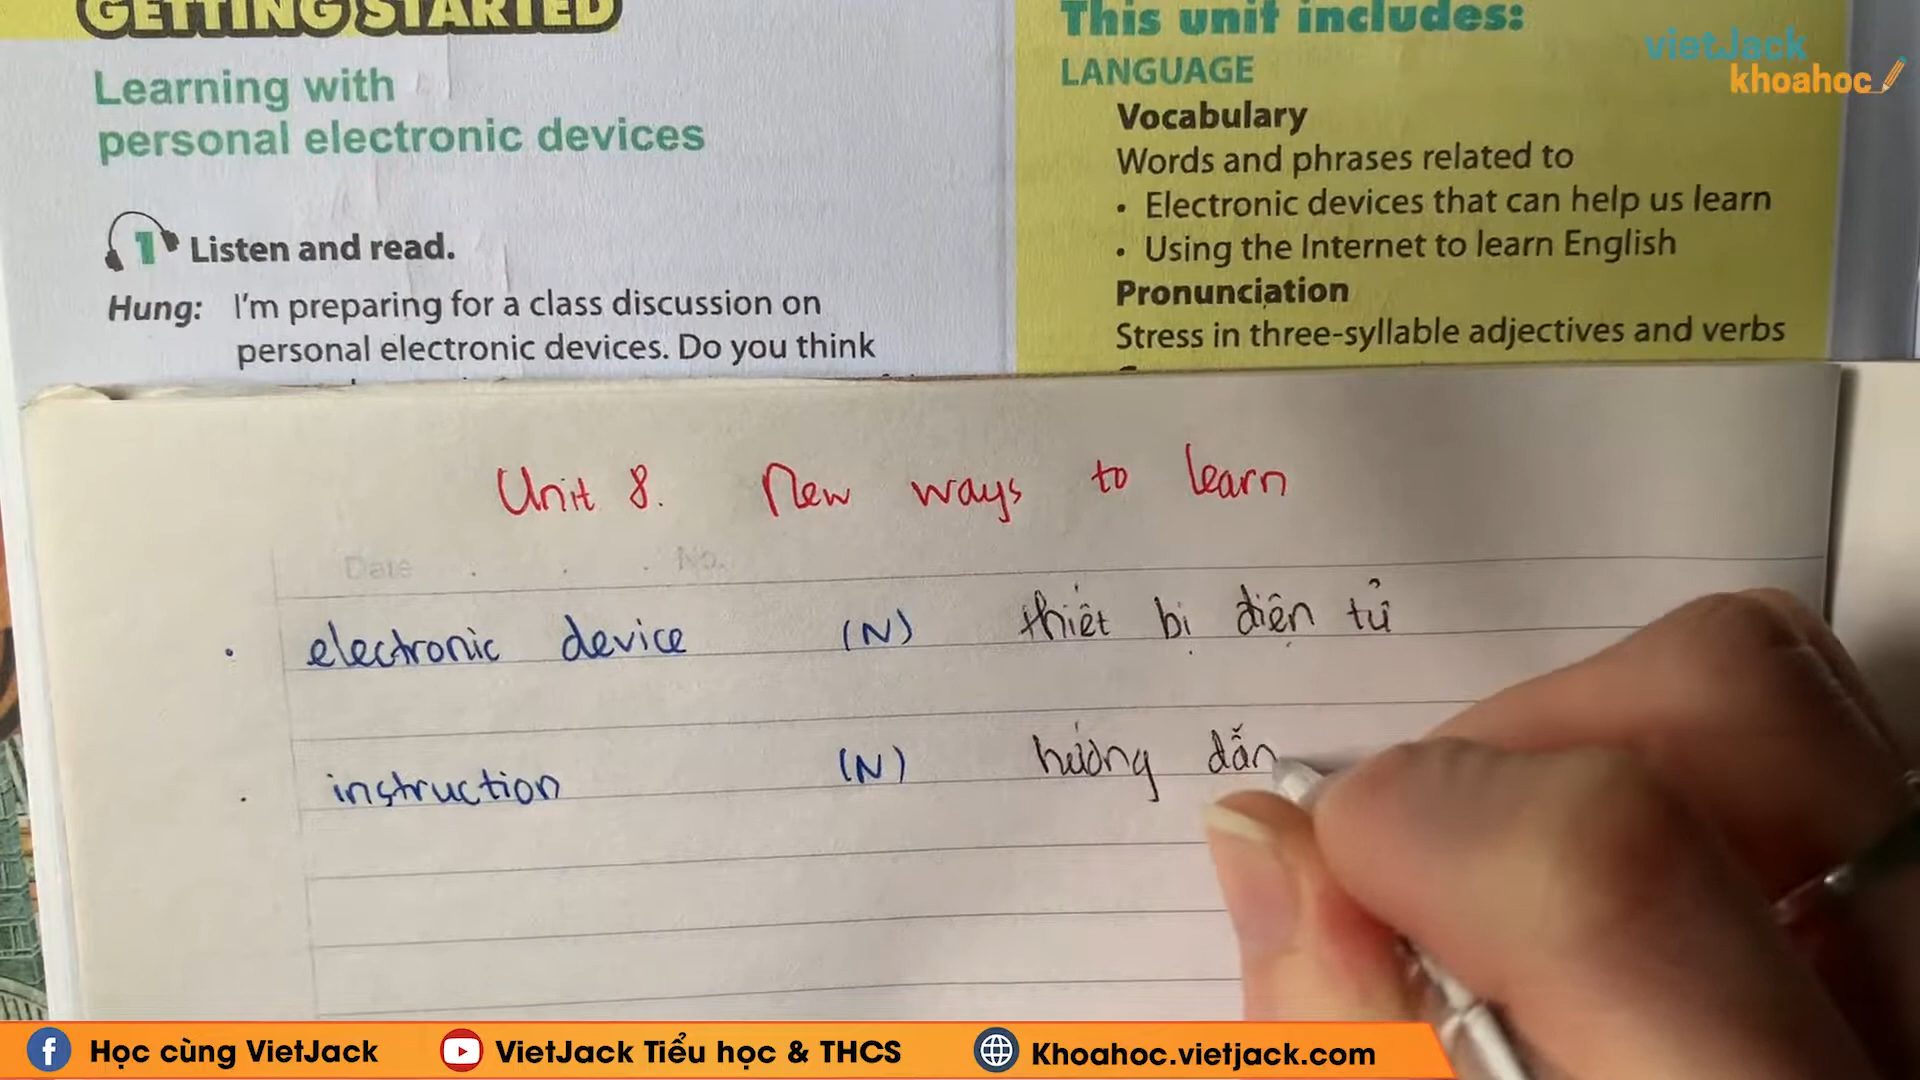 GETTING STARTED
Learning with
personal electronic devices
1 Listen and read.
Hung: I'm preparing for a class discussion on
personal electronic devices. Do you think
This unit includes:
LANGUAGE
Vocabulary
Words and phrases related to
• Electronic devices that can help us learn
• Using the Internet to learn English
Pronunciation
Stress in three-syllable adjectives and verbs
vietJack
khoahoc
Unit 8. New ways to learn
Date . . . No.
. electronic device (N) thiết bị điện tử
. instruction (N) hướng dẫn
Học cùng VietJack
VietJack Tiểu học & THCS
Khoahoc.vietjack.com